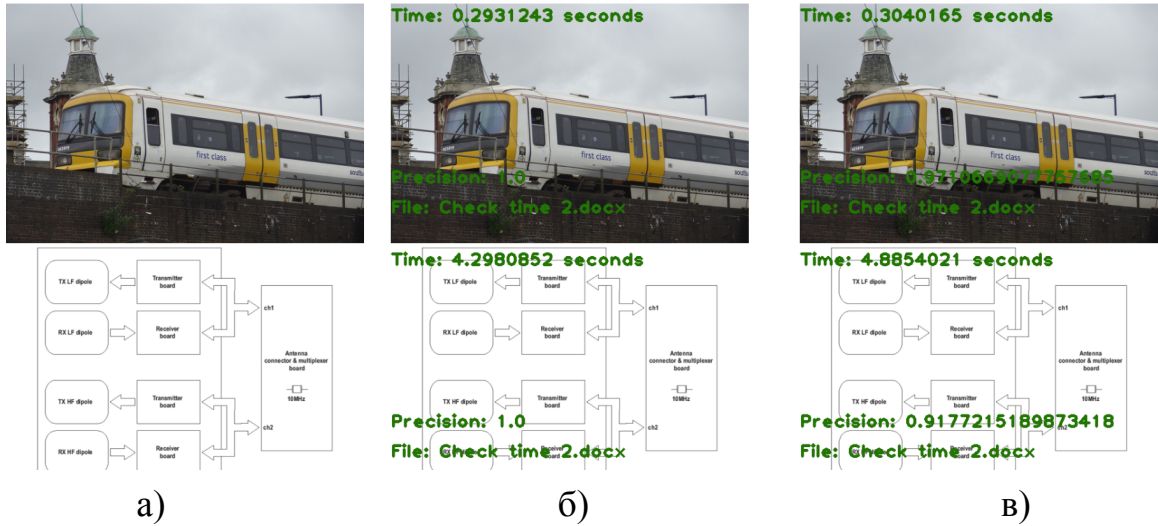 first class
Time: 0.2931243 seconds
first class
Precision: 1.0
File: Check time 2.docx
Time: 0.3040165 seconds
first class
Precision: 0.9710669077757685
File: Check time 2.docx
TX LF dipole
Transmitter
board
ch1
RX LF dipole
Receiver
board
Antenna
connector & multiplexer
board
10MHz
TX HF dipole
Transmitter
board
ch2
RX HF dipole
Receiver
board
Time: 4.2980852 seconds
TX LF dipole
Transmitter
board
ch1
RX LF dipole
Receiver
board
Antenna
connector & multiplexer
board
10MHz
TX HF dipole
Transmitter
board
Precision: 1.0
ch2
Receiver
File: Check time 2.docx
Time: 4.8854021 seconds
TX LF dipole
Transmitter
board
ch1
RX LF dipole
Receiver
board
Antenna
connector & multiplexer
board
10MHz
TX HF dipole
Transmitter
board
Precision: 0.9177215189873418
Receiver
File: Check time 2.docx
а)
б)
в)